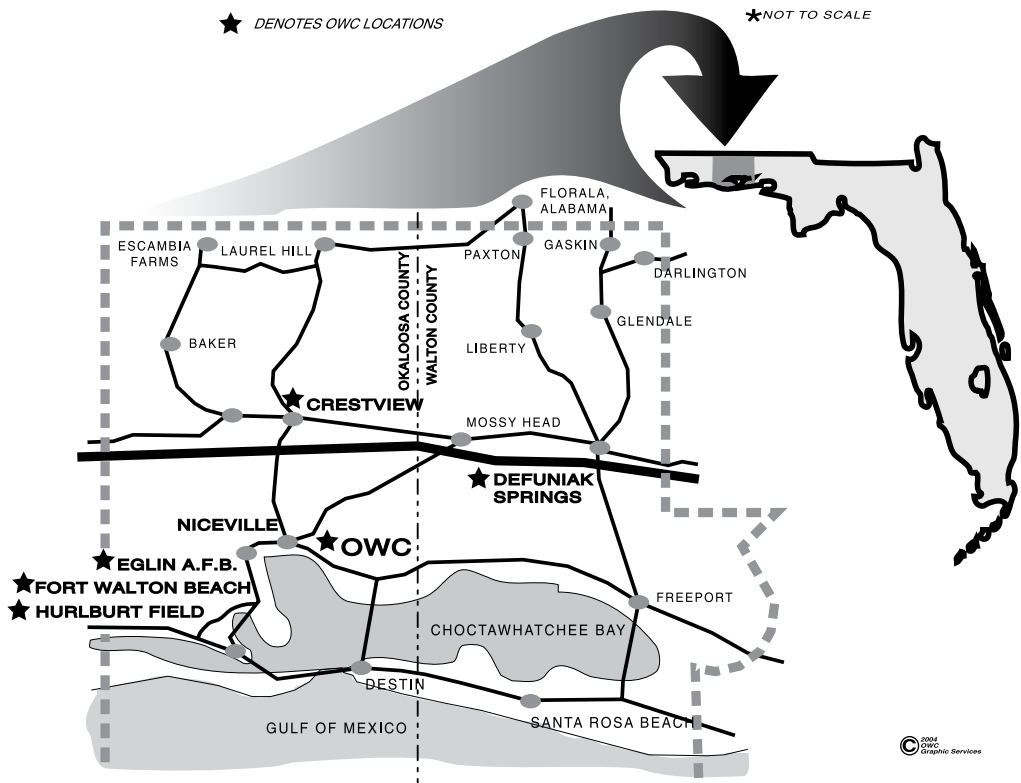 DENOTES OWC LOCATIONS
*NOT TO SCALE
FLORALA,
ALABAMA
ESCAMBIA
FARMS
LAUREL HILL
PAXTON
GASKIN
DARLINGTON
OKALOOSA COUNTY
WALTON COUNTY
GLENDALE
BAKER
LIBERTY
CRESTVIEW
MOSSY HEAD
DEFUNIAK
SPRINGS
NICEVILLE
OWC
EGLIN A.F.B.
FORT WALTON BEACH
HURLBURT FIELD
FREEPORT
CHOCTAWHATCHEE BAY
DESTIN
SANTA ROSA BEACH
GULF OF MEXICO
© 2004
OWC
Graphic Services